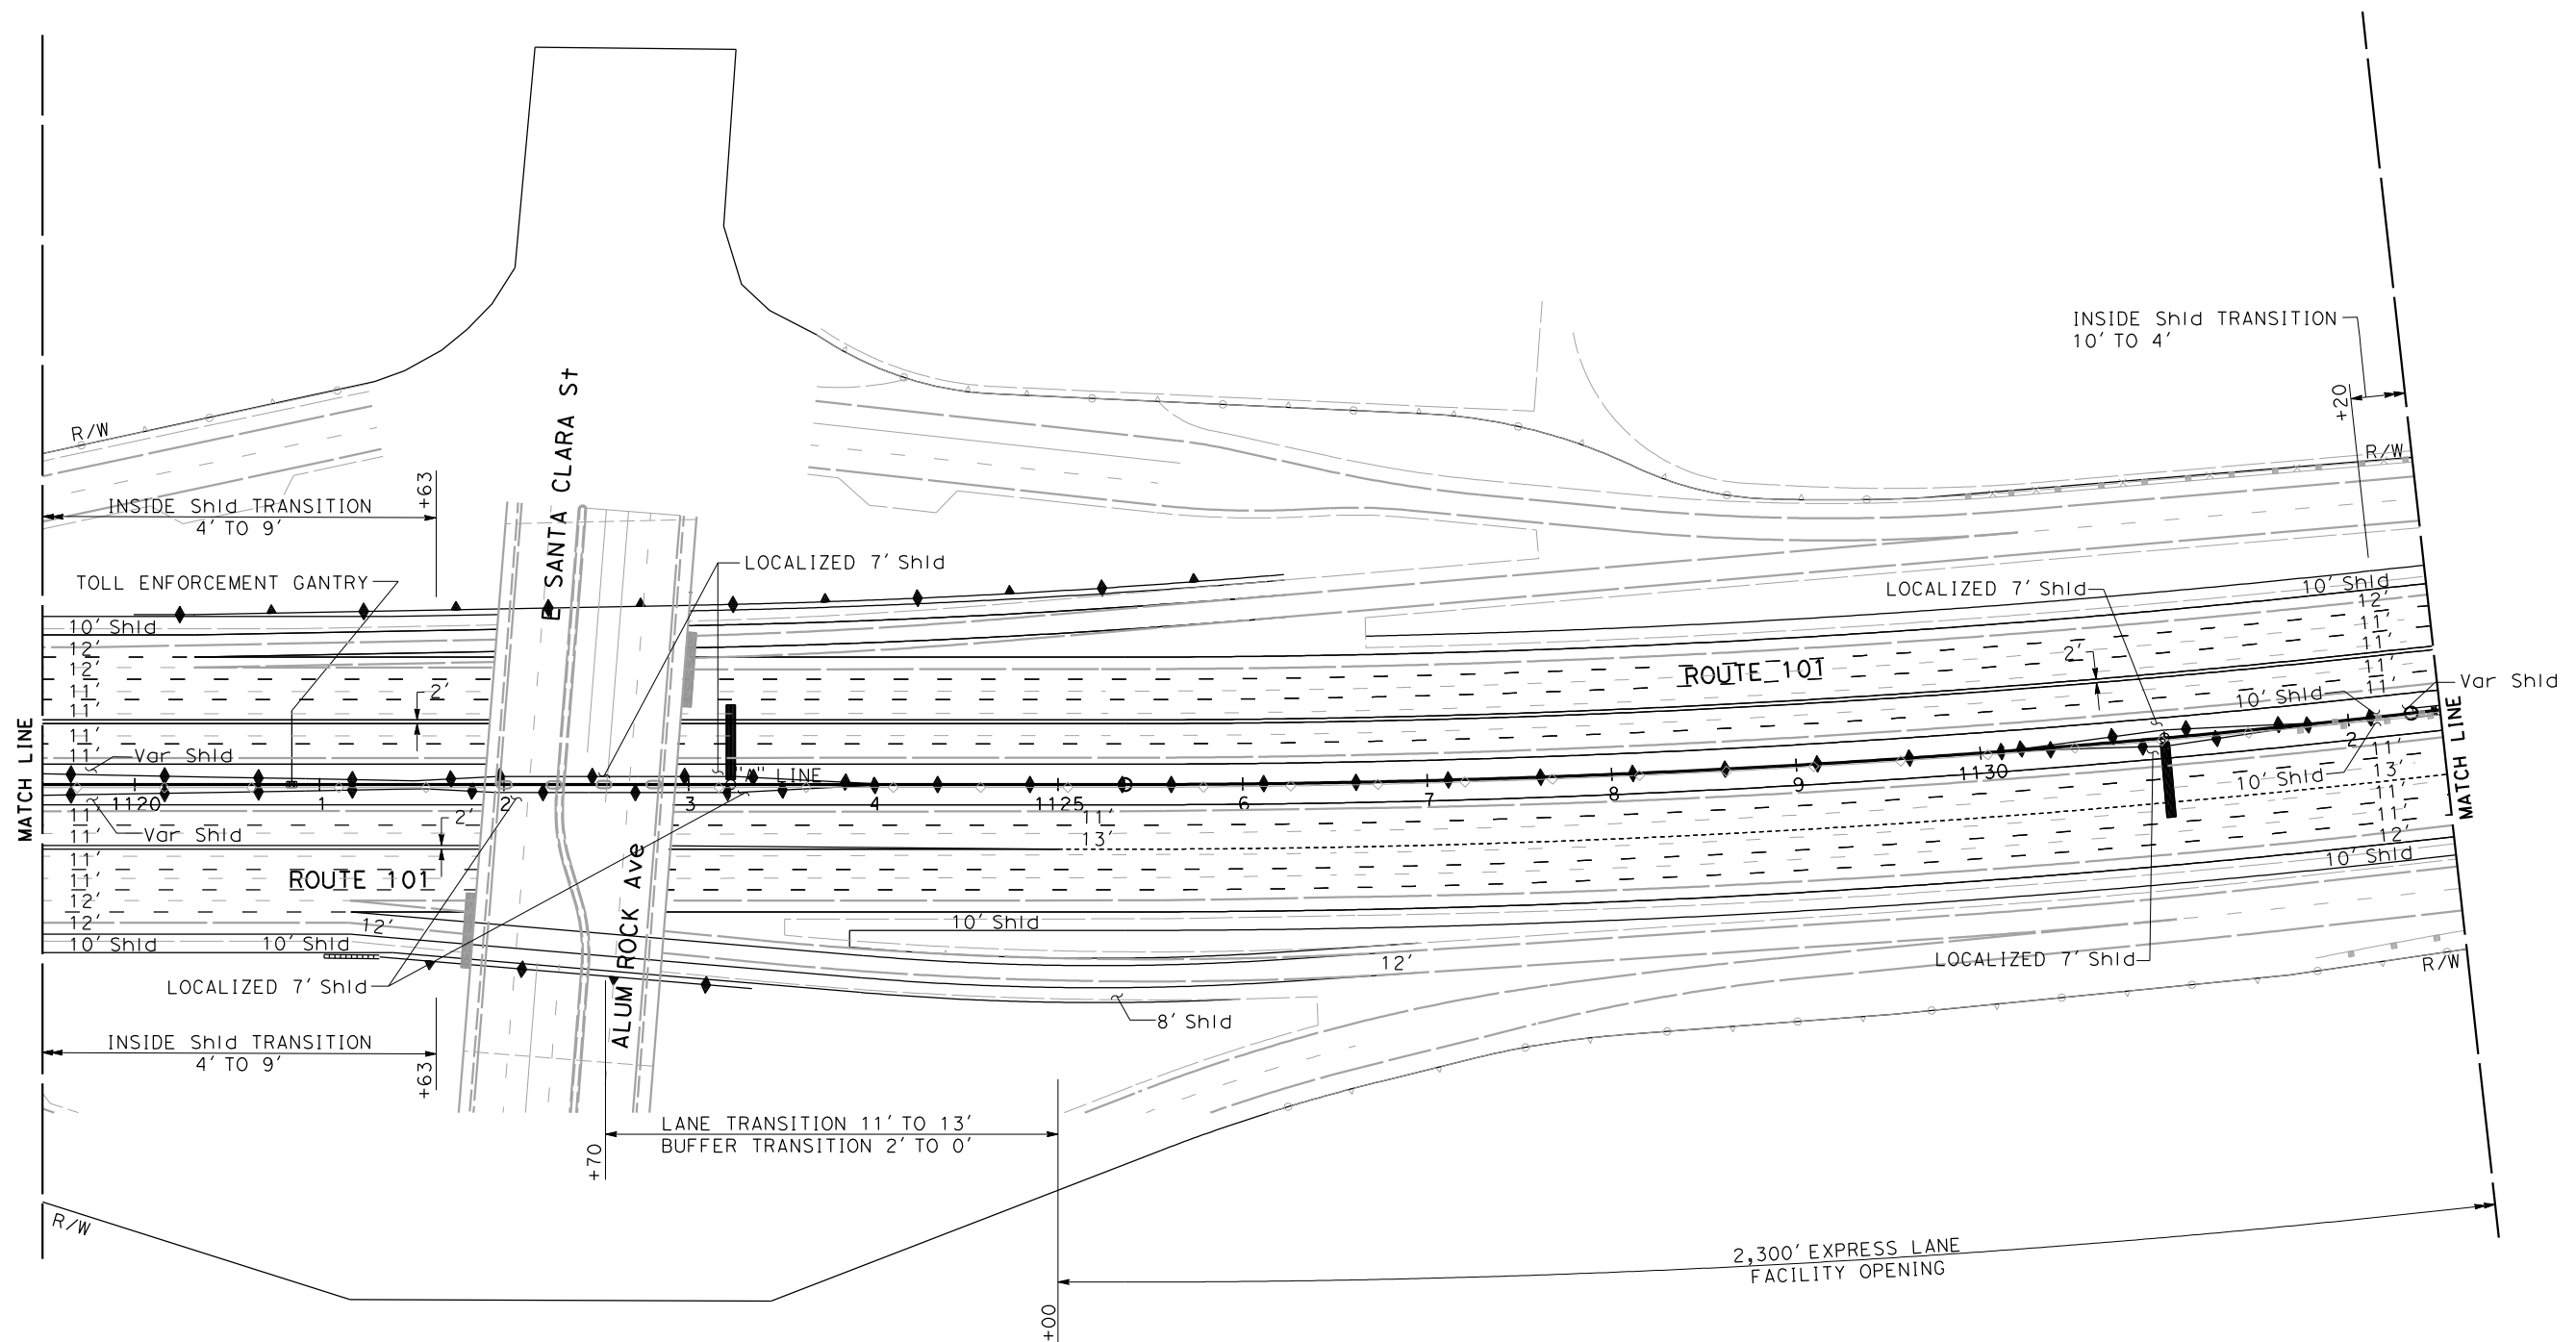 INSIDE Shld TRANSITION
10' TO 4'
+20
R/W
R/W
+63
INSIDE Shld TRANSITION
4' TO 9'
E SANTA CLARA St
LOCALIZED 7' Shld
TOLL ENFORCEMENT GANTRY
LOCALIZED 7' Shld
10' Shld
12'
11'
11'
11'
11'
10' Shld
12'
12'
11'
11'
11'
11'
2'
2'
ROUTE 101
Var Shld
10' Shld
MATCH LINE
Var Shld
"A" LINE
1120
1
2
3
4
1125
6
7
8
9
1130
2
11'
13'
11'
11'
12'
10' Shld
10' Shld
MATCH LINE
Var Shld
2'
11'
13'
11'
11'
11'
11'
12'
12'
12'
ROUTE 101
10' Shld
10' Shld
10' Shld
12'
ALUM ROCK Ave
LOCALIZED 7' Shld
LOCALIZED 7' Shld
R/W
8' Shld
INSIDE Shld TRANSITION
4' TO 9'
+63
LANE TRANSITION 11' TO 13'
BUFFER TRANSITION 2' TO 0'
+70
R/W
2,300' EXPRESS LANE
FACILITY OPENING
+00